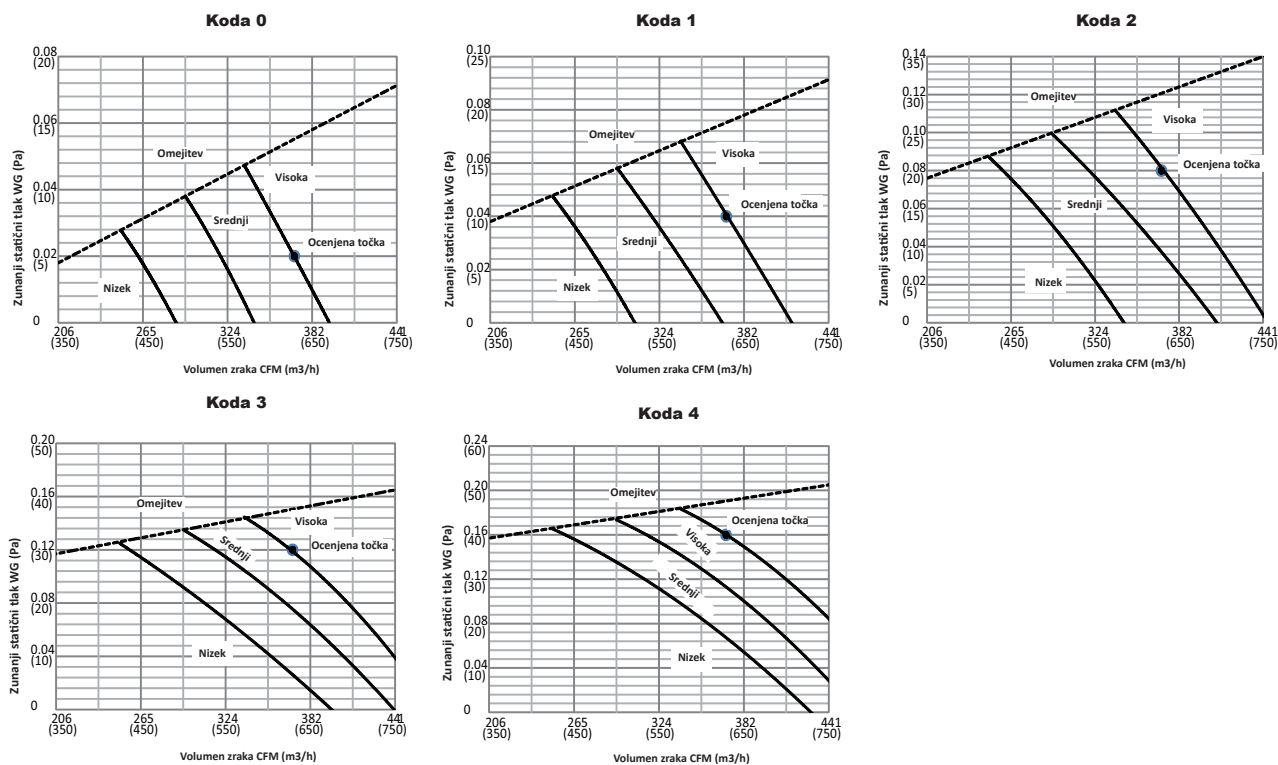 Koda 0
Zunanji statični tlak WG (Pa)
0.08
(20)
0.06
(15)
0.04
(10)
0.02
(5)
0
Omejitev
Visoka
Srednji
Ocenjena točka
Nizek
206 265 324 382 441
(350) (450) (550) (650) (750)
Volumen zraka CFM (m3/h)
Koda 1
Zunanji statični tlak WG (Pa)
0.10
(25)
0.08
(20)
0.06
(15)
0.04
(10)
0.02
(5)
0
Omejitev
Visoka
Ocenjena točka
Srednji
Nizek
206 265 324 382 441
(350) (450) (550) (650) (750)
Volumen zraka CFM (m3/h)
Koda 2
Zunanji statični tlak WG (Pa)
0.14
(35)
0.12
(30)
0.10
(25)
0.08
(20)
0.06
(15)
0.04
(10)
0.02
(5)
0
Omejitev
Visoka
Ocenjena točka
Srednji
Nizek
206 265 324 382 441
(350) (450) (550) (650) (750)
Volumen zraka CFM (m3/h)
Koda 3
Zunanji statični tlak WG (Pa)
0.20
(50)
0.16
(40)
0.12
(30)
0.08
(20)
0.04
(10)
0
Omejitev
Visoka
Ocenjena točka
Srednji
Nizek
206 265 324 382 441
(350) (450) (550) (650) (750)
Volumen zraka CFM (m3/h)
Koda 4
Zunanji statični tlak WG (Pa)
0.24
(60)
0.20
(50)
0.16
(40)
0.12
(30)
0.08
(20)
0.04
(10)
0
Omejitev
Ocenjena točka
Visoka
Srednji
Nizek
206 265 324 382 441
(350) (450) (550) (650) (750)
Volumen zraka CFM (m3/h)